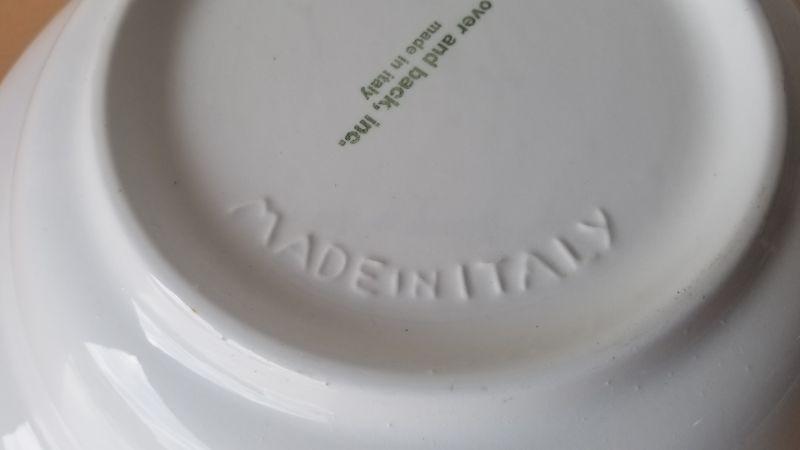 over and back, inc.
made in italy
MADE IN ITALY